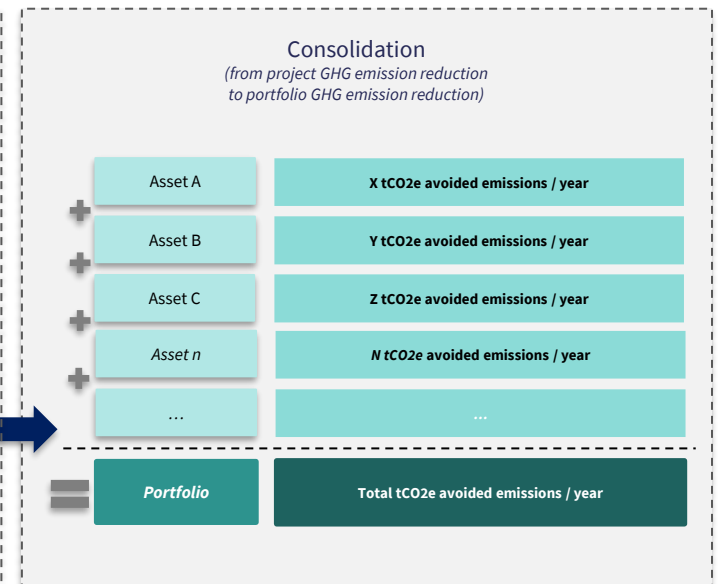 Consolidation
(from project GHG emission reduction
to portfolio GHG emission reduction)
Asset A
X tCO2e avoided emissions / year
Asset B
Y tCO2e avoided emissions / year
Asset C
Z tCO2e avoided emissions / year
Asset n
N tCO2e avoided emissions / year
…
…
Portfolio
Total tCO2e avoided emissions / year